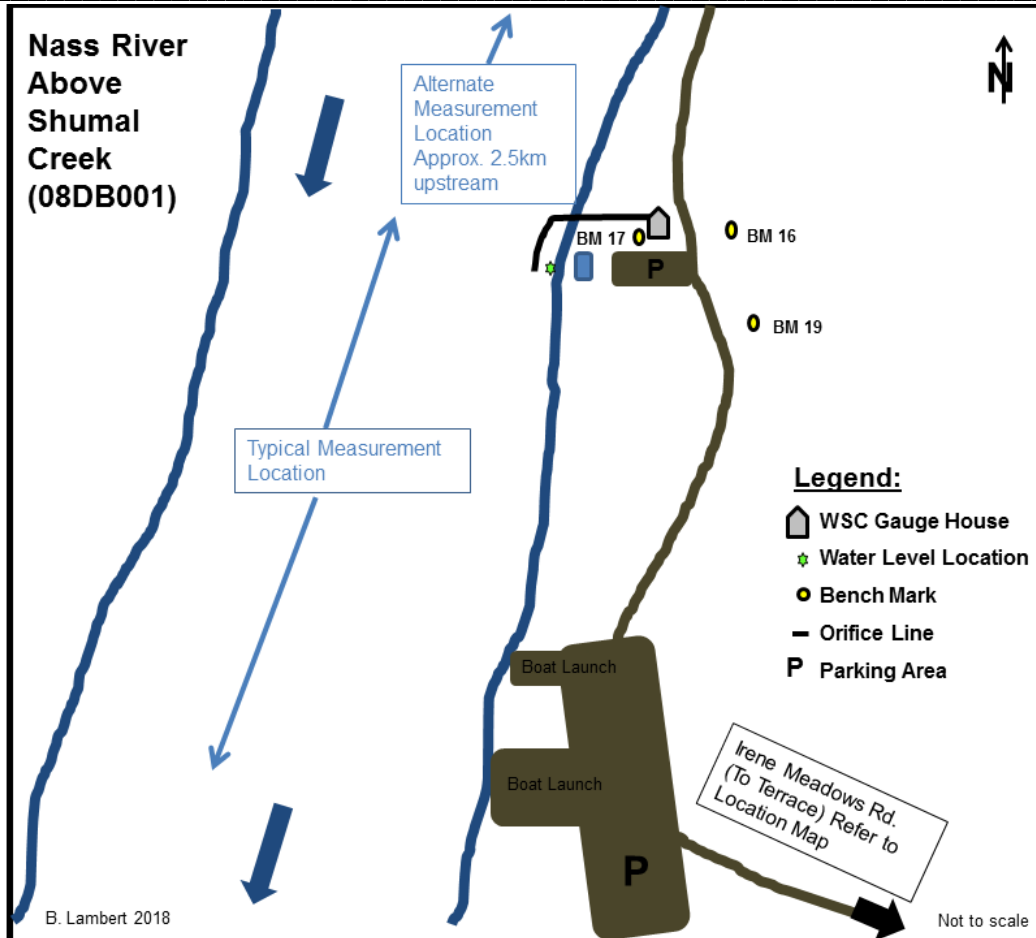 Nass River
Above
Shumal
Creek
(08DB001)
Alternate
Measurement
Location
Approx. 2.5km
upstream
N
BM 17
BM 16
P
BM 19
Typical Measurement
Location
Legend:
WSC Gauge House
Water Level Location
Bench Mark
Orifice Line
P Parking Area
Boat Launch
Boat Launch
Irene Meadows Rd.
(To Terrace) Refer to
Location Map
P
B. Lambert 2018
Not to scale